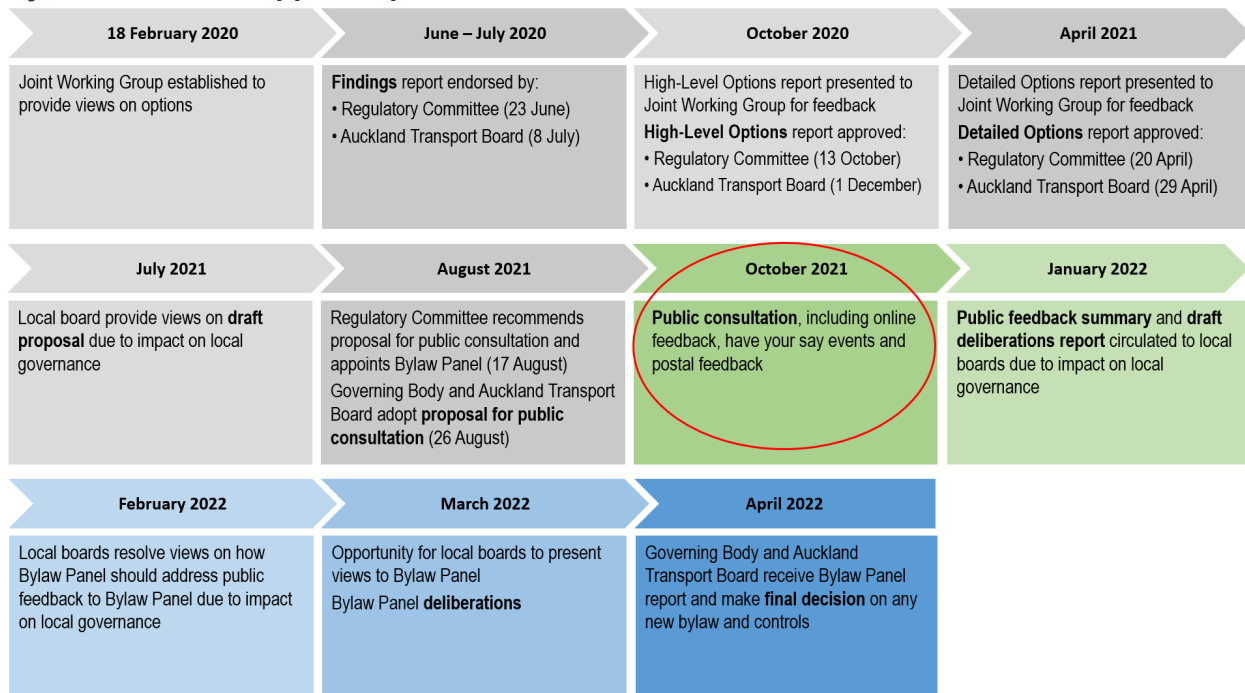 18 February 2020
Joint Working Group established to
provide views on options
June – July 2020
Findings report endorsed by:
• Regulatory Committee (23 June)
• Auckland Transport Board (8 July)
October 2020
High-Level Options report presented to
Joint Working Group for feedback
High-Level Options report approved:
• Regulatory Committee (13 October)
• Auckland Transport Board (1 December)
April 2021
Detailed Options report presented to
Joint Working Group for feedback
Detailed Options report approved:
• Regulatory Committee (20 April)
• Auckland Transport Board (29 April)
July 2021
Local board provide views on draft
proposal due to impact on local
governance
August 2021
Regulatory Committee recommends
proposal for public consultation and
appoints Bylaw Panel (17 August)
Governing Body and Auckland Transport
Board adopt proposal for public
consultation (26 August)
October 2021
Public consultation, including online
feedback, have your say events and
postal feedback
January 2022
Public feedback summary and draft
deliberations report circulated to local
boards due to impact on local
governance
February 2022
Local boards resolve views on how
Bylaw Panel should address public
feedback to Bylaw Panel due to impact
on local governance
March 2022
Opportunity for local boards to present
views to Bylaw Panel
Bylaw Panel deliberations
April 2022
Governing Body and Auckland
Transport Board receive Bylaw Panel
report and make final decision on any
new bylaw and controls